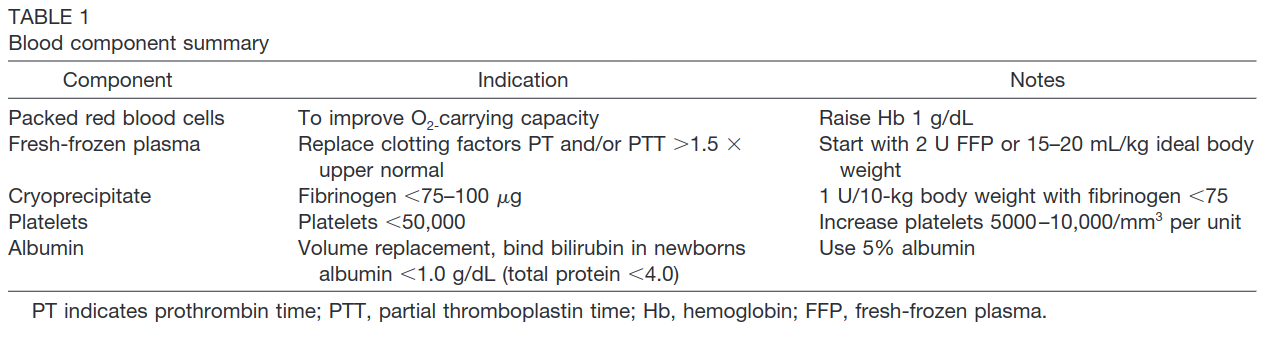 TABLE 1
Blood component summary
Component Indication Notes
Packed red blood cells To improve O₂-carrying capacity Raise Hb 1 g/dL
Fresh-frozen plasma Replace clotting factors PT and/or PTT >1.5 × Start with 2 U FFP or 15–20 mL/kg ideal body
upper normal weight
Cryoprecipitate Fibrinogen <75–100 μg 1 U/10-kg body weight with fibrinogen <75
Platelets Platelets <50,000 Increase platelets 5000–10,000/mm³ per unit
Albumin Volume replacement, bind bilirubin in newborns Use 5% albumin
albumin <1.0 g/dL (total protein <4.0)
PT indicates prothrombin time; PTT, partial thromboplastin time; Hb, hemoglobin; FFP, fresh-frozen plasma.